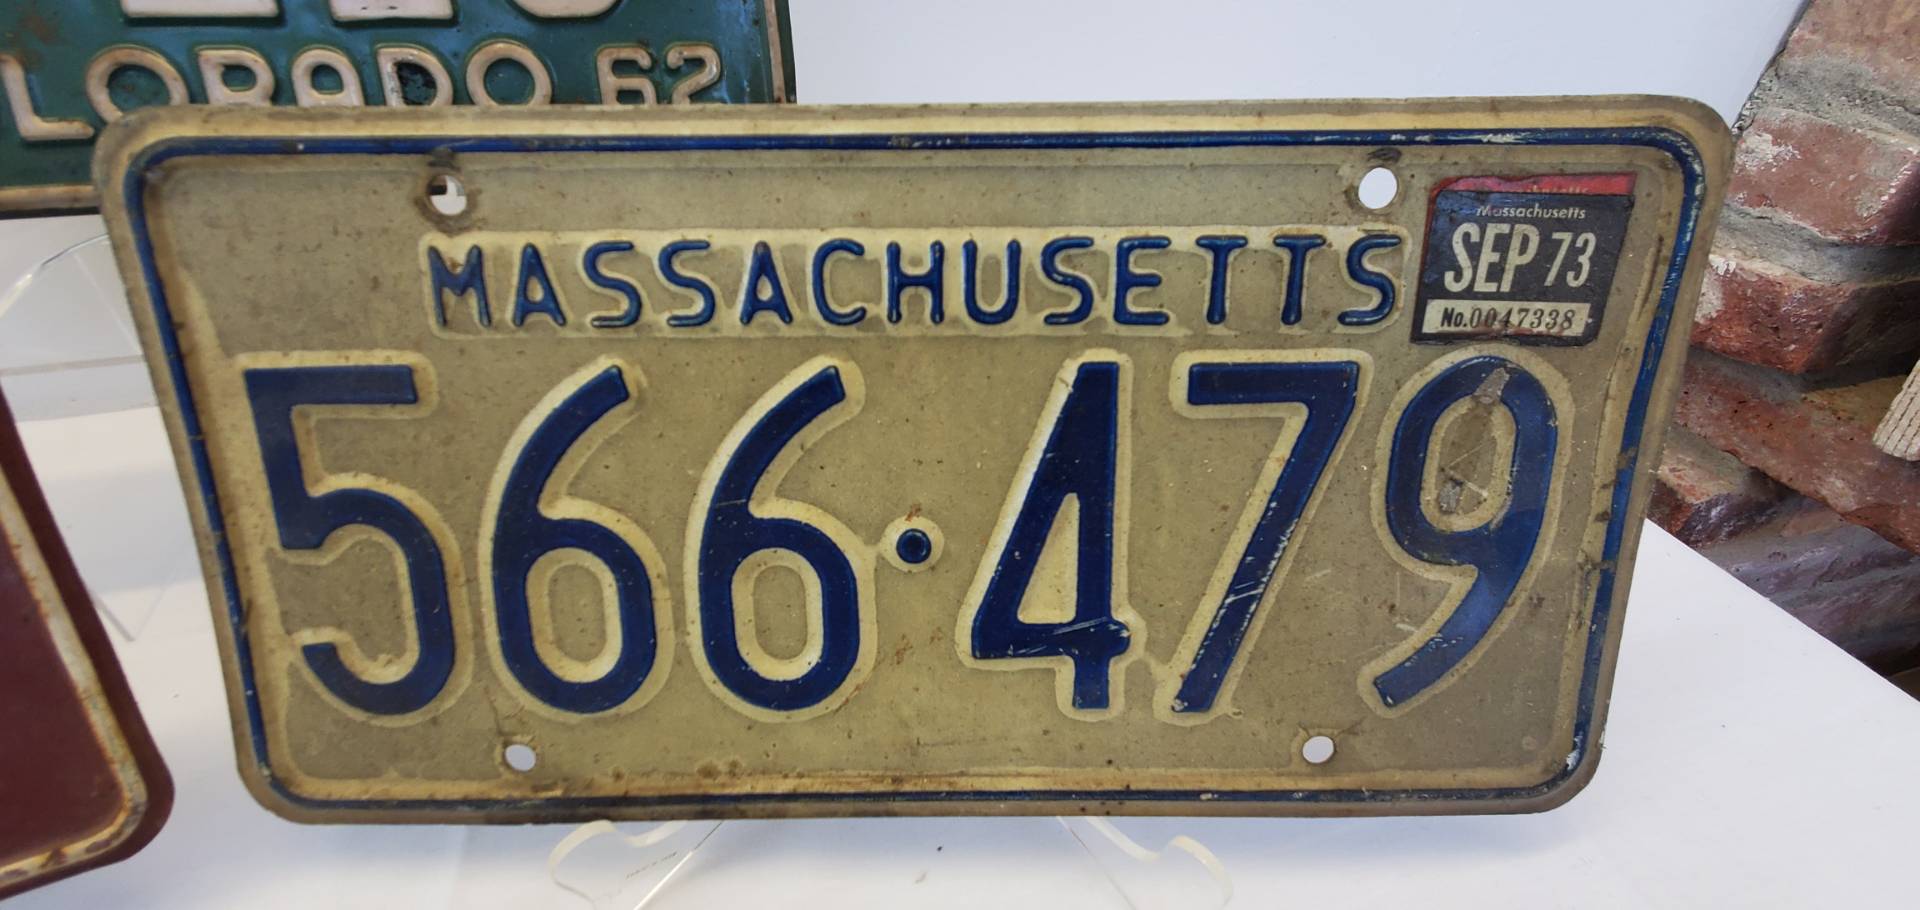 LORADO 62
MASSACHUSETTS
Massachusetts
SEP 73
No.0047338
566·479